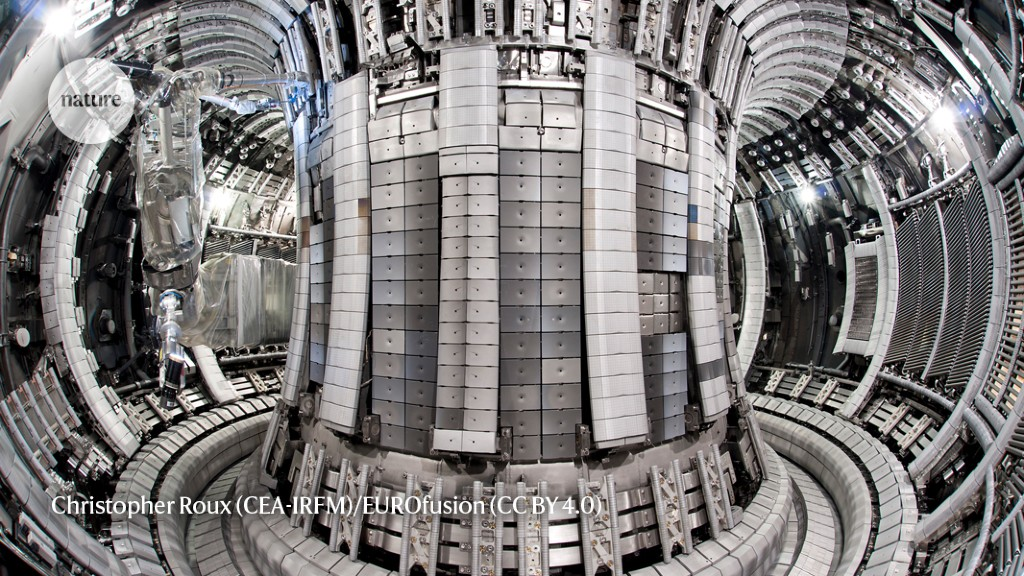 nature
Christopher Roux (CEA-IRFM)/EUROfusion (CC BY 4.0)